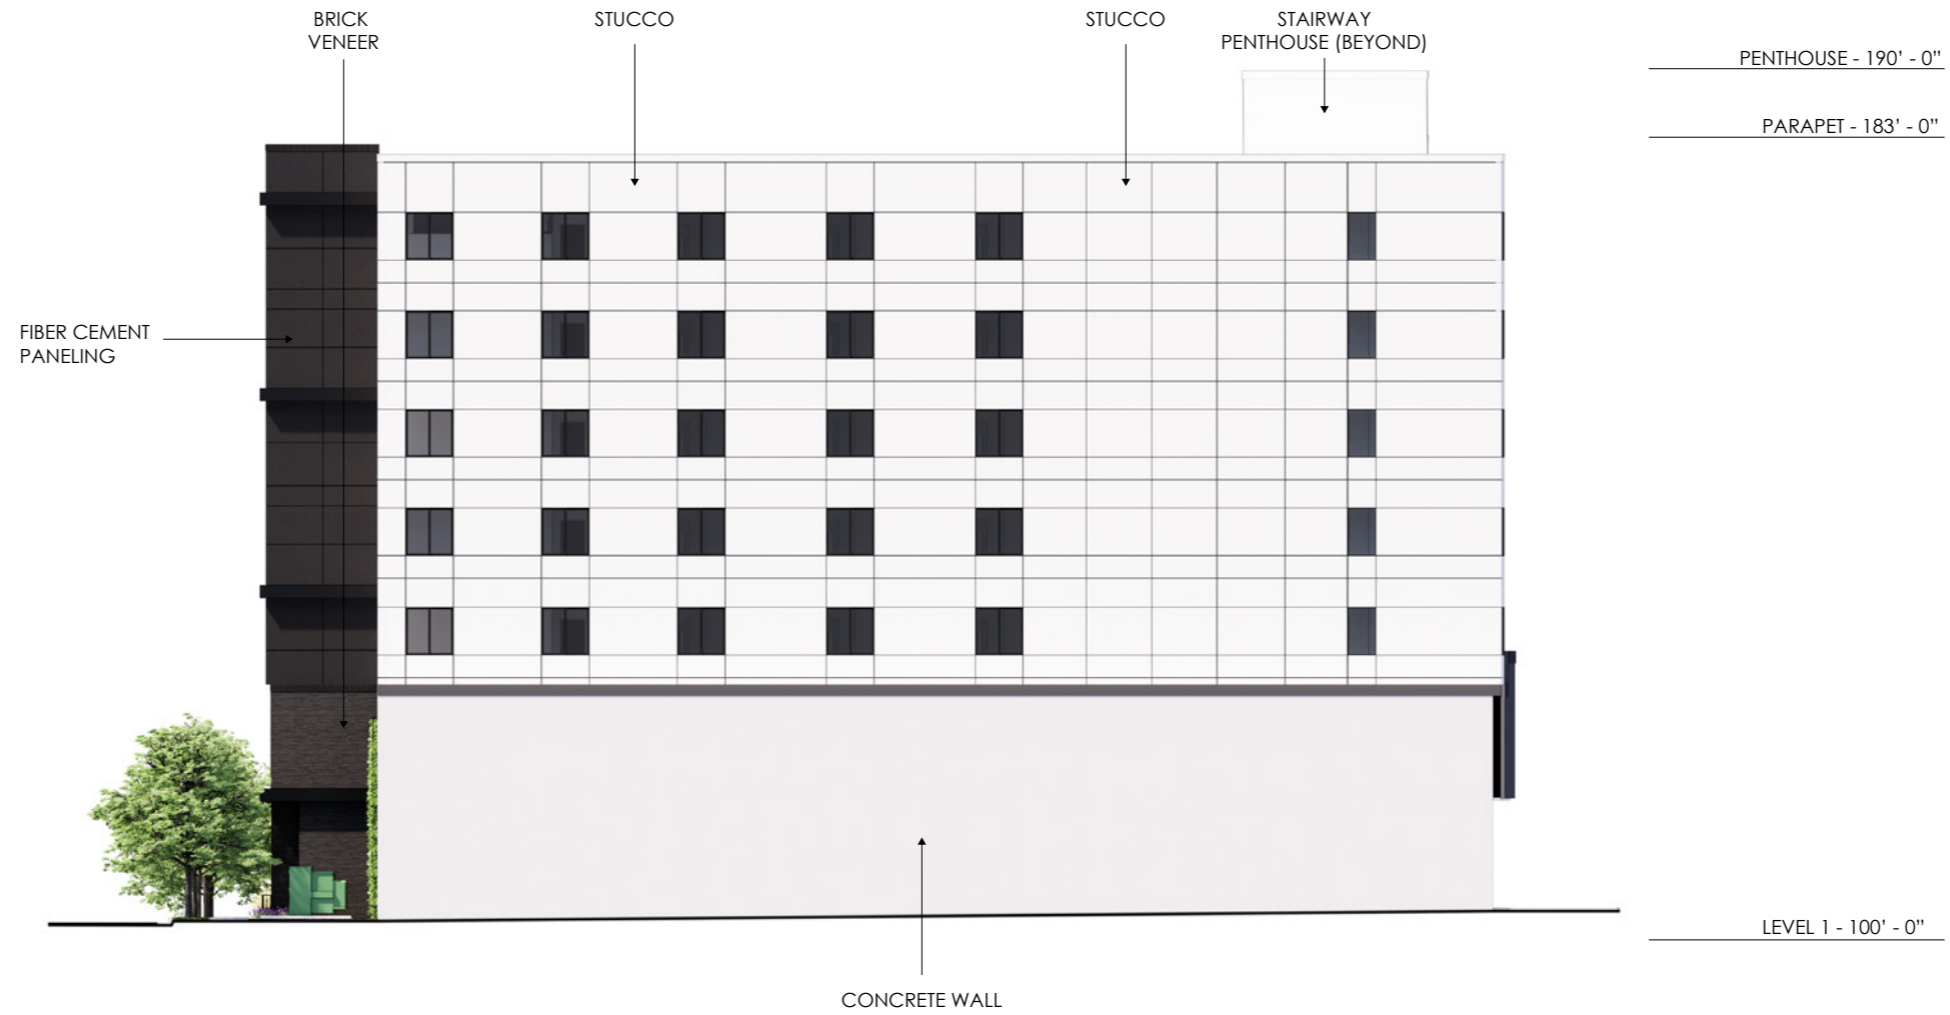 BRICK
VENEER
STUCCO
STUCCO
STAIRWAY
PENTHOUSE (BEYOND)
PENTHOUSE - 190' - 0"
PARAPET - 183' - 0"
FIBER CEMENT
PANELING
LEVEL 1 - 100' - 0"
CONCRETE WALL